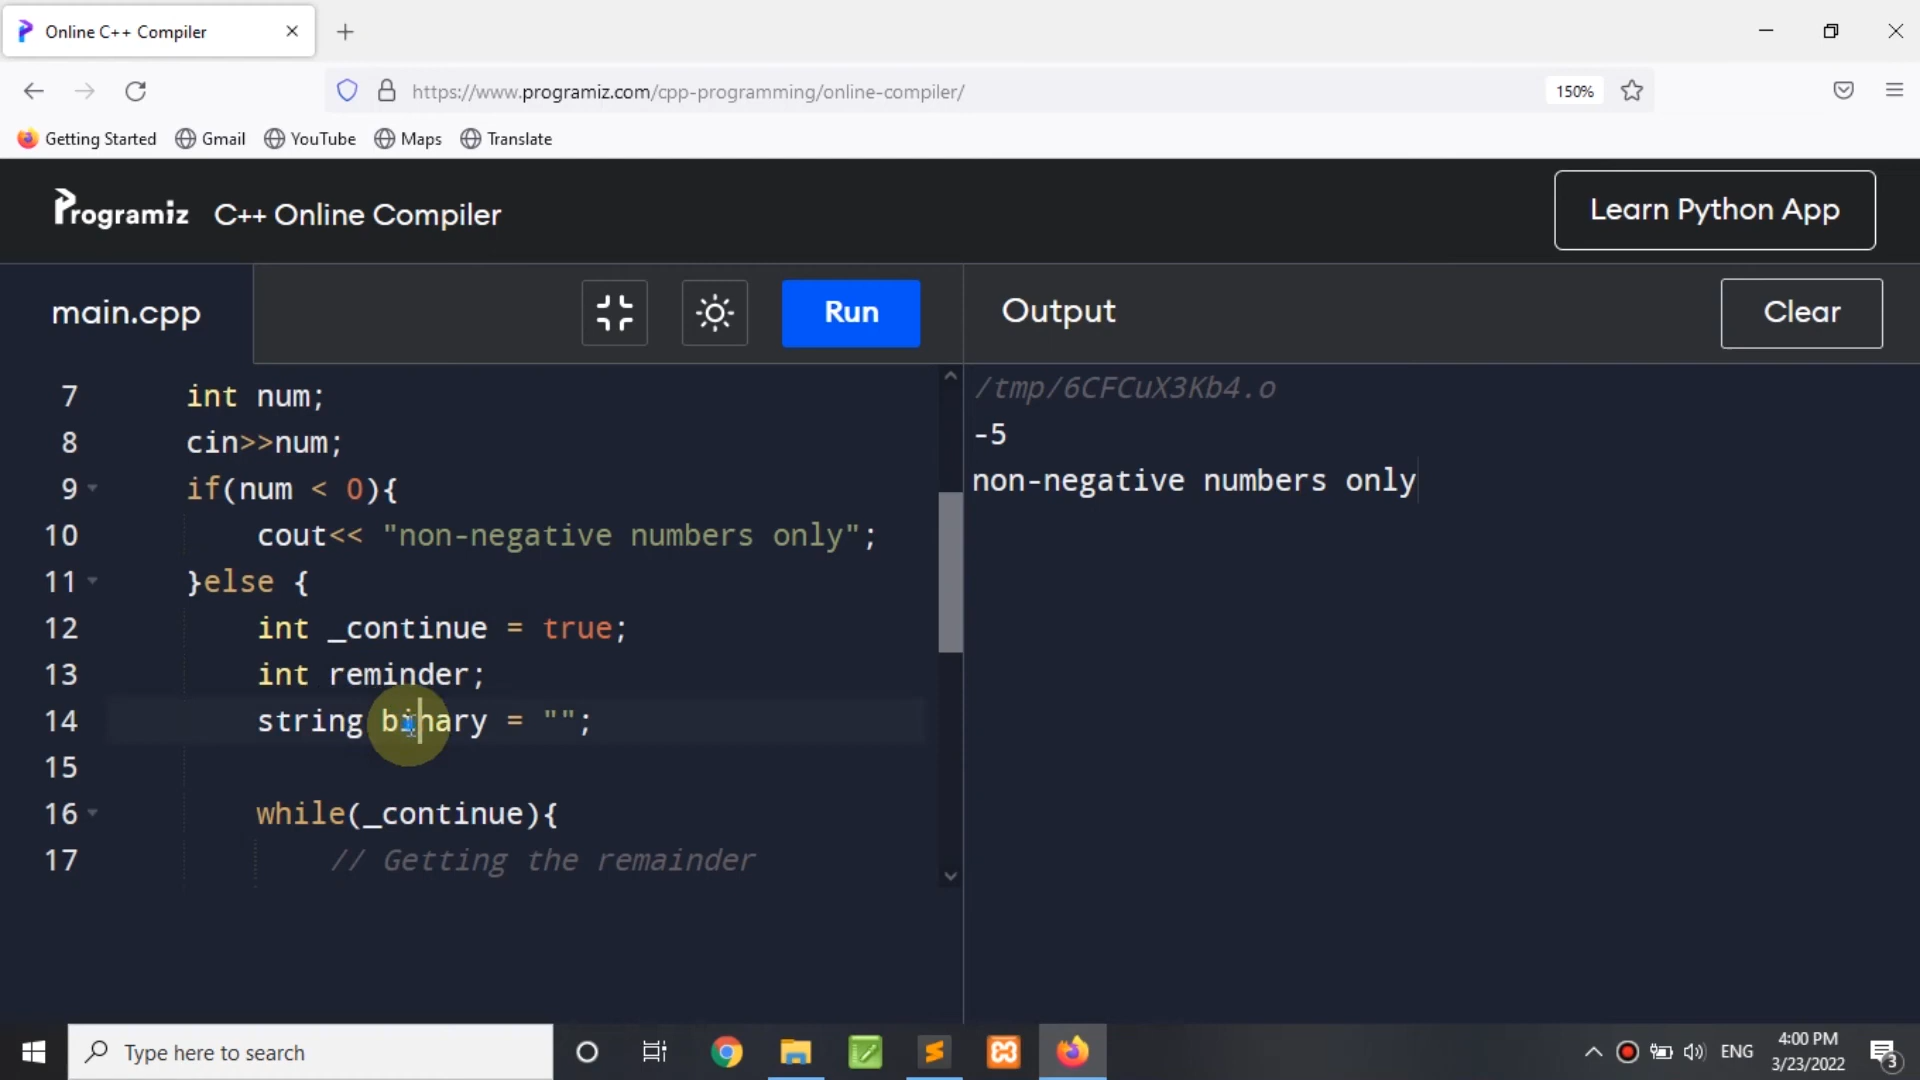 Online C++ Compiler
https://www.programiz.com/cpp-programming/online-compiler/
150%
Getting Started
Gmail
YouTube
Maps
Translate
Programiz
C++ Online Compiler
Learn Python App
main.cpp
Run
Output
Clear
7 int num;
8 cin>>num;
9 if(num < 0){
10 cout<< "non-negative numbers only";
11 }else {
12 int _continue = true;
13 int reminder;
14 string binary = "";
15
16 while(_continue){
17 // Getting the remainder
/tmp/6CFCuX3Kb4.o
-5
non-negative numbers only
Type here to search
ENG
4:00 PM
3/23/2022
3